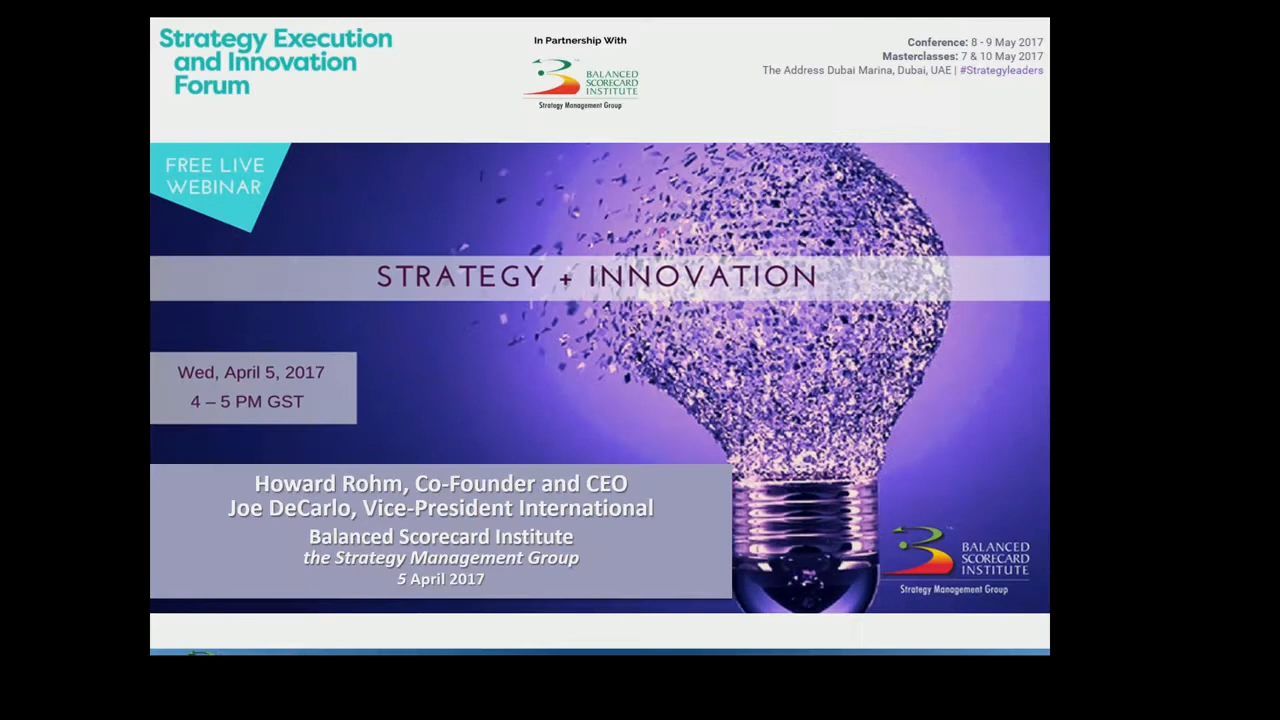 Strategy Execution
and Innovation
Forum
In Partnership With
BALANCED
SCORECARD
INSTITUTE
Strategy Management Group
Conference: 8 - 9 May 2017
Masterclasses: 7 & 10 May 2017
The Address Dubai Marina, Dubai, UAE | #Strategyleaders
FREE LIVE
WEBINAR
STRATEGY + INNOVATION
Wed, April 5, 2017
4 – 5 PM GST
Howard Rohm, Co-Founder and CEO
Joe DeCarlo, Vice-President International
Balanced Scorecard Institute
the Strategy Management Group
5 April 2017
BALANCED
SCORECARD
INSTITUTE
Strategy Management Group